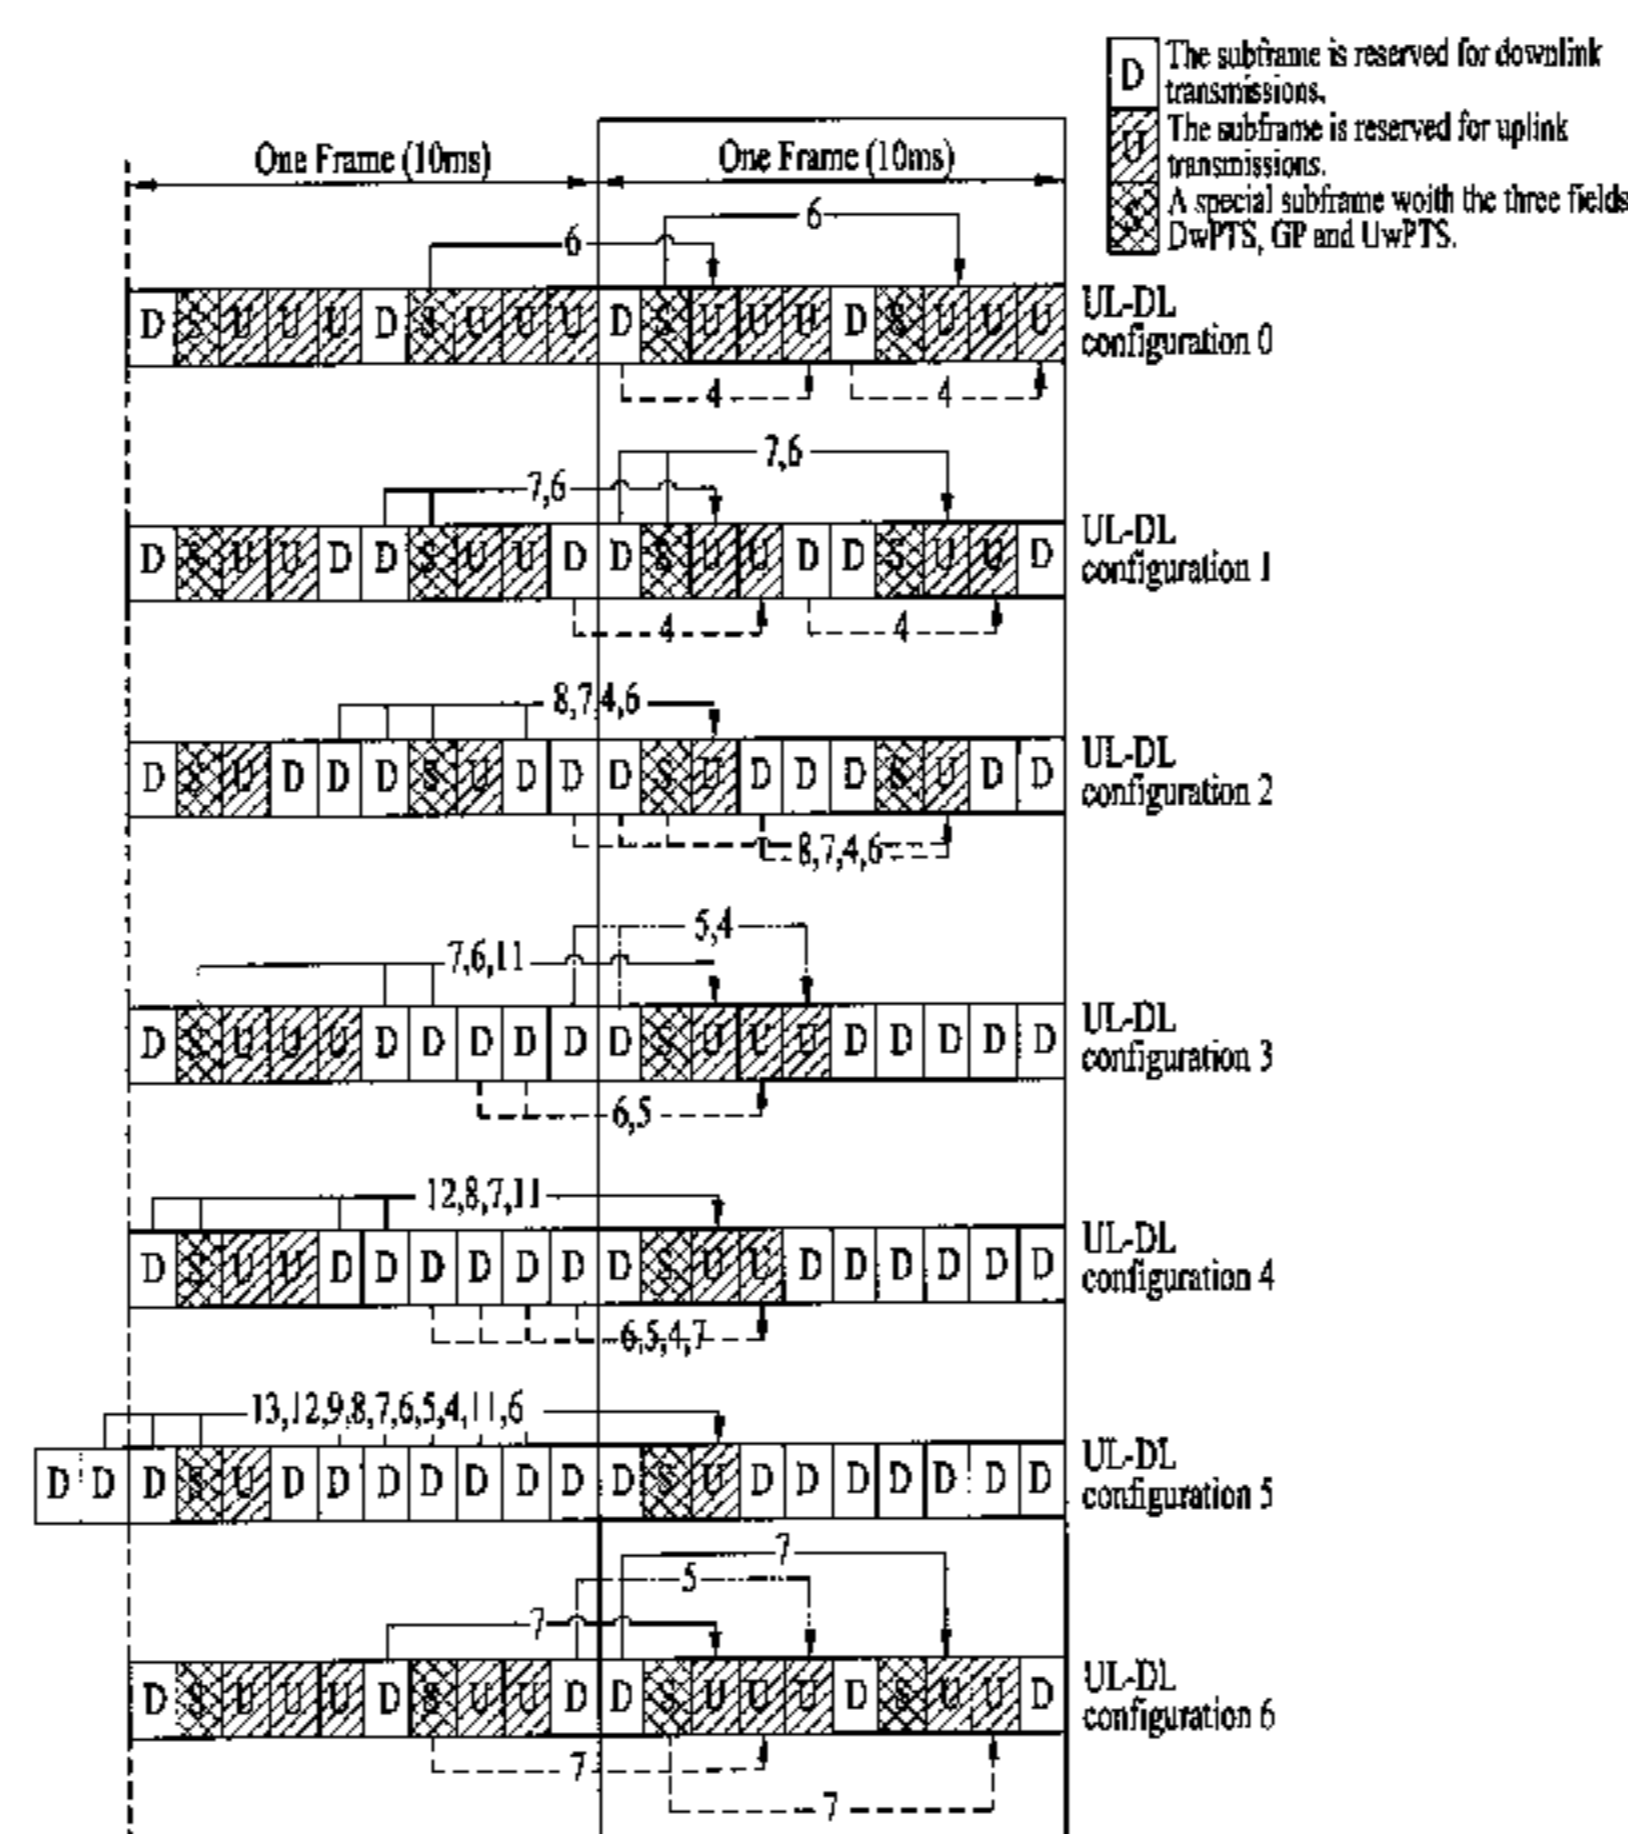 D The subframe is reserved for downlink
transmissions.
U The subframe is reserved for uplink
transmissions.
S A special subframe woith the three fields
DwPTS, GP and UwPTS.
One Frame (10ms) One Frame (10ms)
6
6
D S U U U D S U U U D S U U U D S U U U
UL-DL
configuration 0
4 4
7,6
7,6
D S U U D D S U U D D S U U D D S U U D
UL-DL
configuration 1
4 4
8,7,4,6
D S U D D D S U D D D S U D D D S U D D
UL-DL
configuration 2
8,7,4,6
5,4
7,6,11
D S U U U D D D D D D S U U U D D D D D
UL-DL
configuration 3
6,5
12,8,7,11
D S U U D D D D D D D S U U D D D D D D
UL-DL
configuration 4
6,5,4,7
13,12,9,8,7,6,5,4,11,6
D D D S U D D D D D D D D S U D D D D D D D
UL-DL
configuration 5
7
5
7
D S U U U D S U U D D S U U U D S U U D
UL-DL
configuration 6
7
7